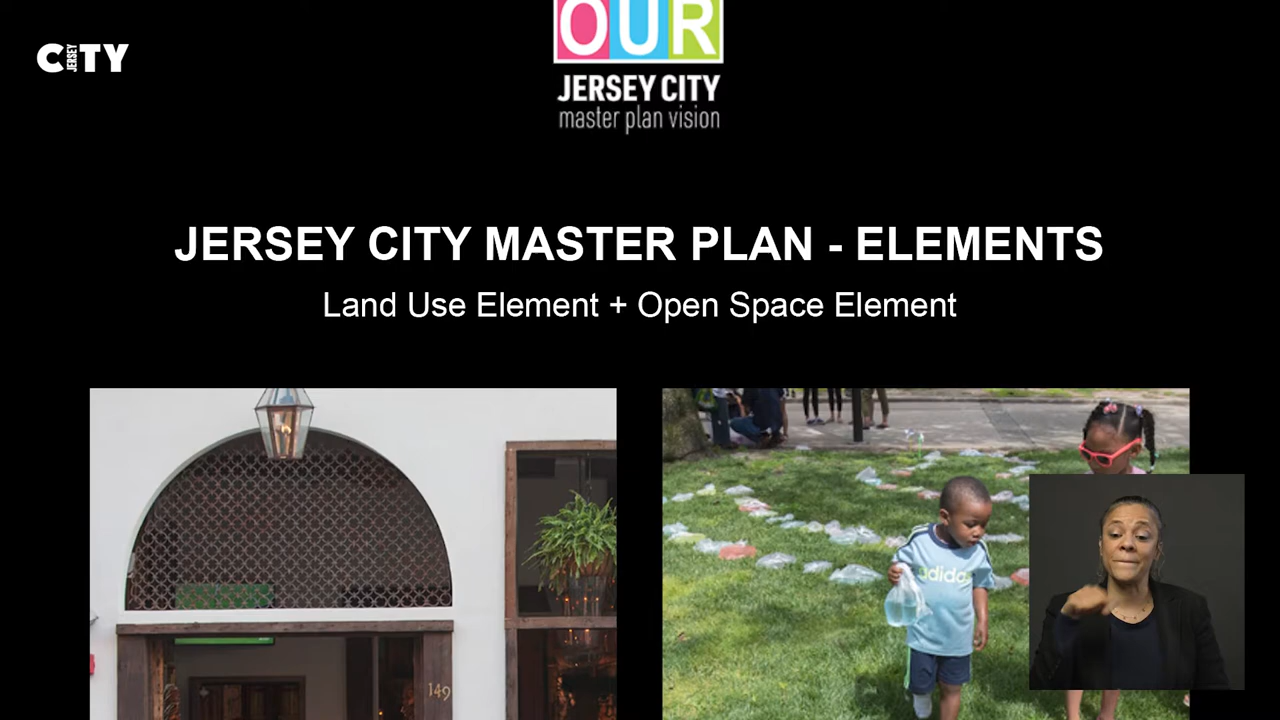 CITY
JERSEY
OUR
JERSEY CITY
master plan vision
JERSEY CITY MASTER PLAN - ELEMENTS
Land Use Element + Open Space Element
149
adidas